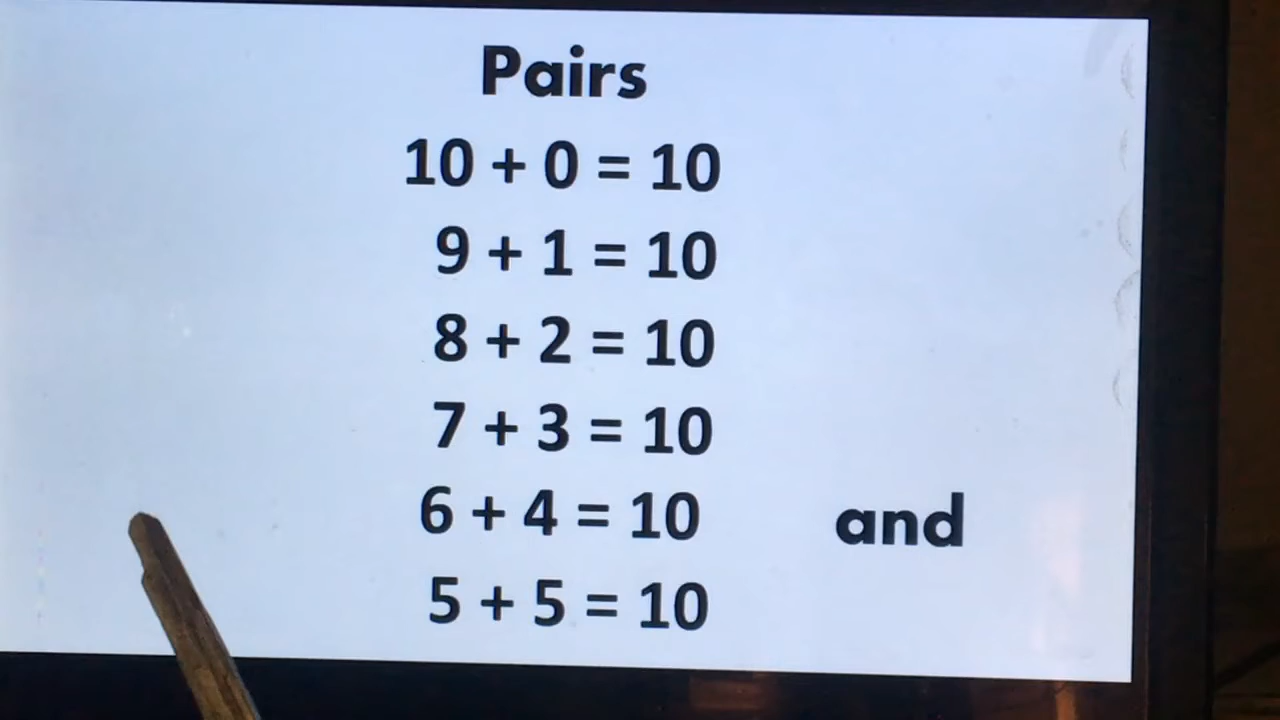 Pairs
10 + 0 = 10
9 + 1 = 10
8 + 2 = 10
7 + 3 = 10
6 + 4 = 10 and
5 + 5 = 10